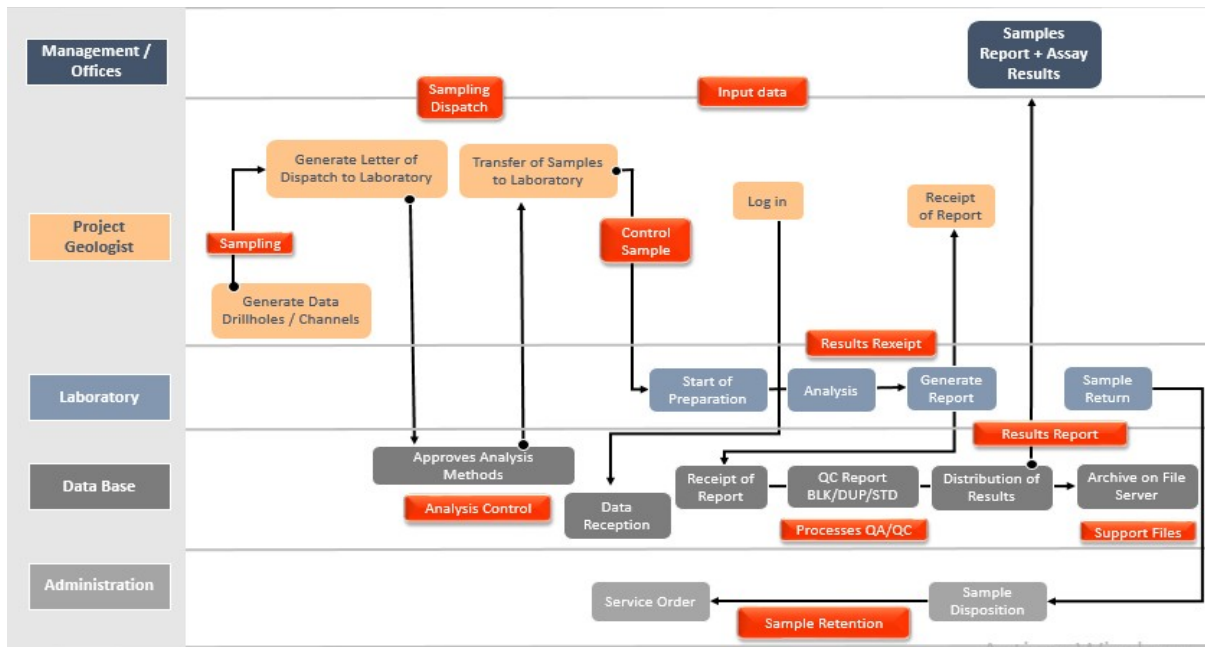 Management /
Offices
Samples
Report + Assay
Results
Sampling
Dispatch
Input data
Project
Geologist
Generate Letter of
Dispatch to Laboratory
Transfer of Samples
to Laboratory
Log in
Receipt
of Report
Sampling
Control
Sample
Generate Data
Drillholes / Channels
Results Rexeipt
Laboratory
Start of
Preparation
Analysis
Generate
Report
Sample
Return
Results Report
Data Base
Approves Analysis
Methods
Analysis Control
Data
Reception
Receipt of
Report
QC Report
BLK/DUP/STD
Distribution of
Results
Archive on File
Server
Processes QA/QC
Support Files
Administration
Service Order
Sample
Disposition
Sample Retention